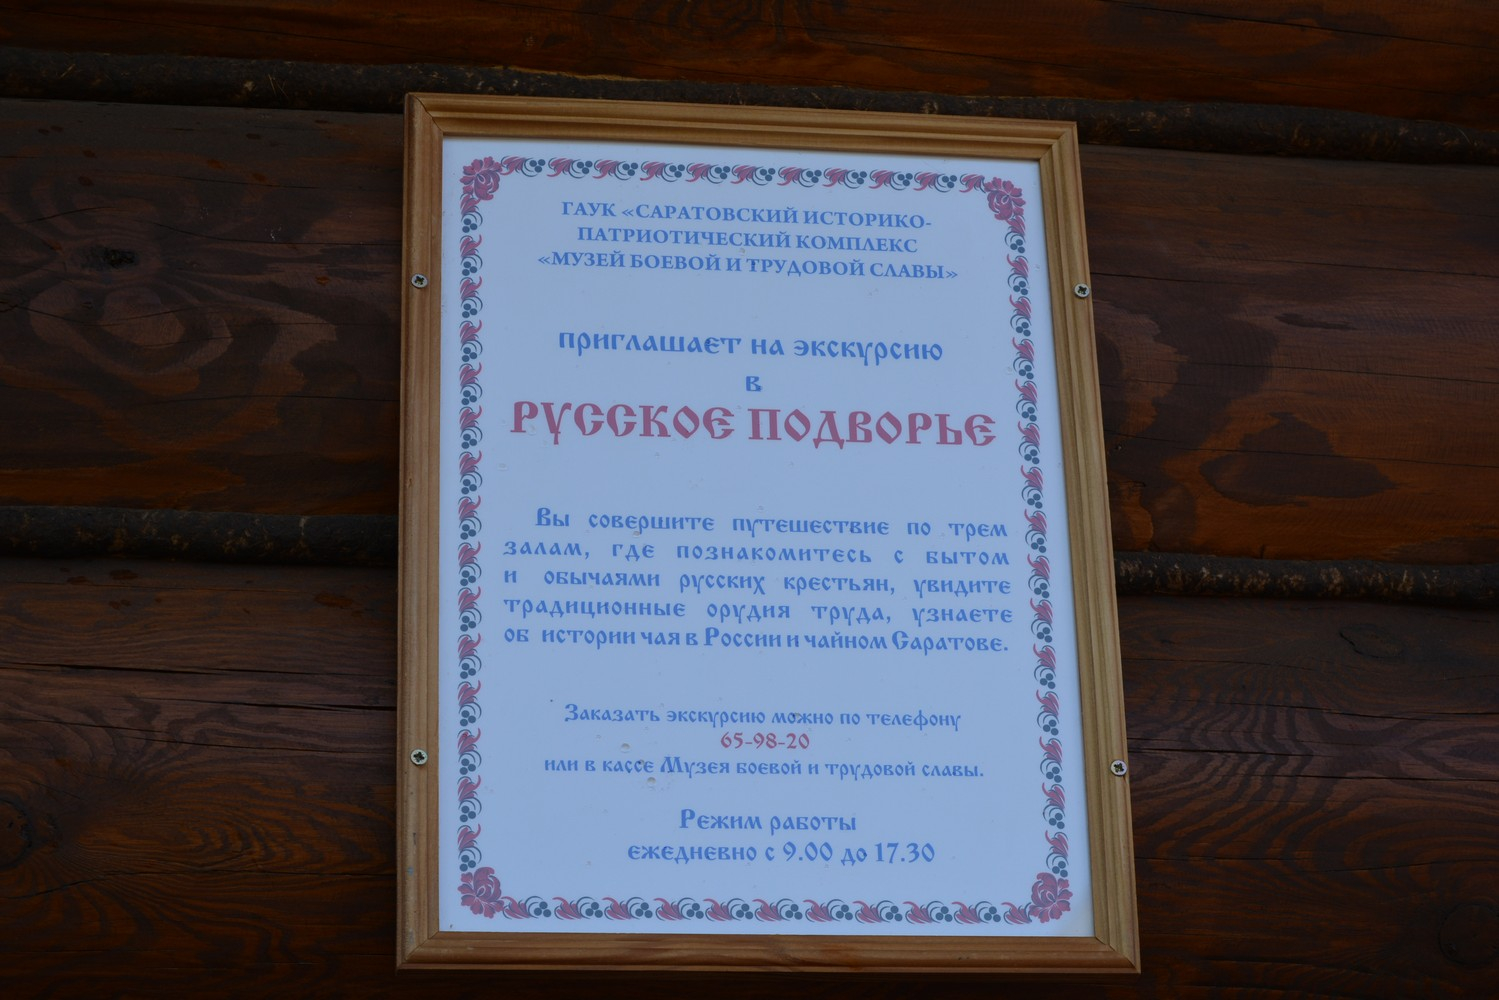 ГАУК «САРАТОВСКИЙ ИСТОРИКО-
ПАТРИОТИЧЕСКИЙ КОМПЛЕКС
«МУЗЕЙ БОЕВОЙ И ТРУДОВОЙ СЛАВЫ»
приглашает на экскурсию
в
РУССКОЕ ПОДВОРЬЕ
Вы совершите путешествие по трем
залам, где познакомитесь с бытом
и обычаями русских крестьян, увидите
традиционные орудия труда, узнаете
об истории чая в России и чайном Саратове.
Заказать экскурсию можно по телефону
65-98-20
или в кассе Музея боевой и трудовой славы.
Режим работы
ежедневно с 9.00 до 17.30